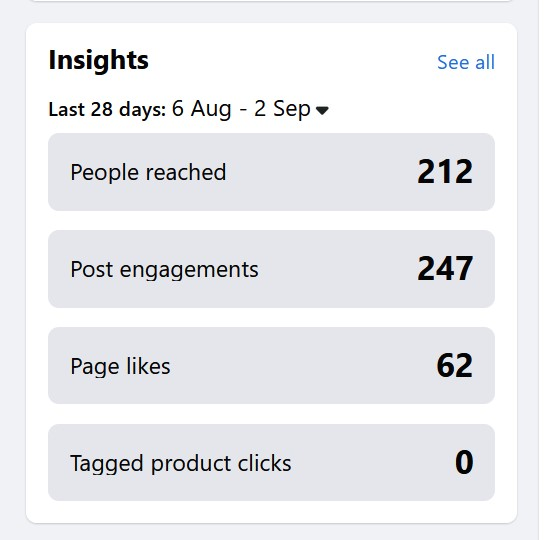 Insights
See all
Last 28 days: 6 Aug - 2 Sep
People reached 212
Post engagements 247
Page likes 62
Tagged product clicks 0